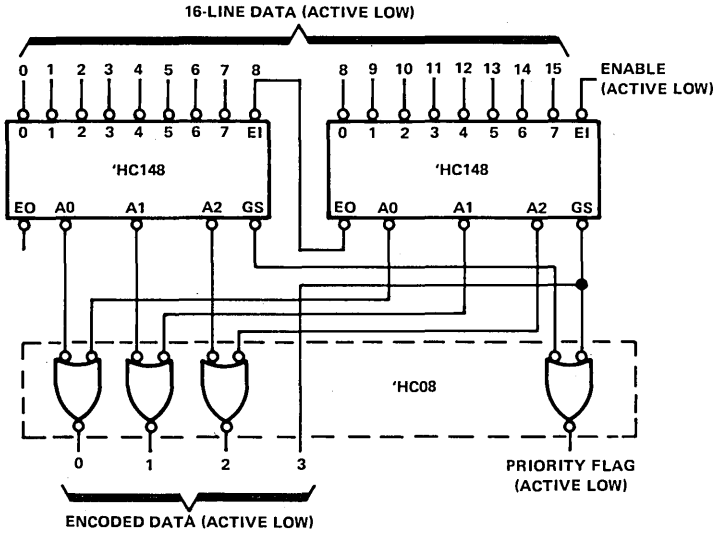 16-LINE DATA (ACTIVE LOW)
0 1 2 3 4 5 6 7 8 8 9 10 11 12 13 14 15 ENABLE
(ACTIVE LOW)
0 1 2 3 4 5 6 7 EI 0 1 2 3 4 5 6 7 EI
'HC148 'HC148
EO A0 A1 A2 GS EO A0 A1 A2 GS
'HC08
0 1 2 3 PRIORITY FLAG
(ACTIVE LOW)
ENCODED DATA (ACTIVE LOW)